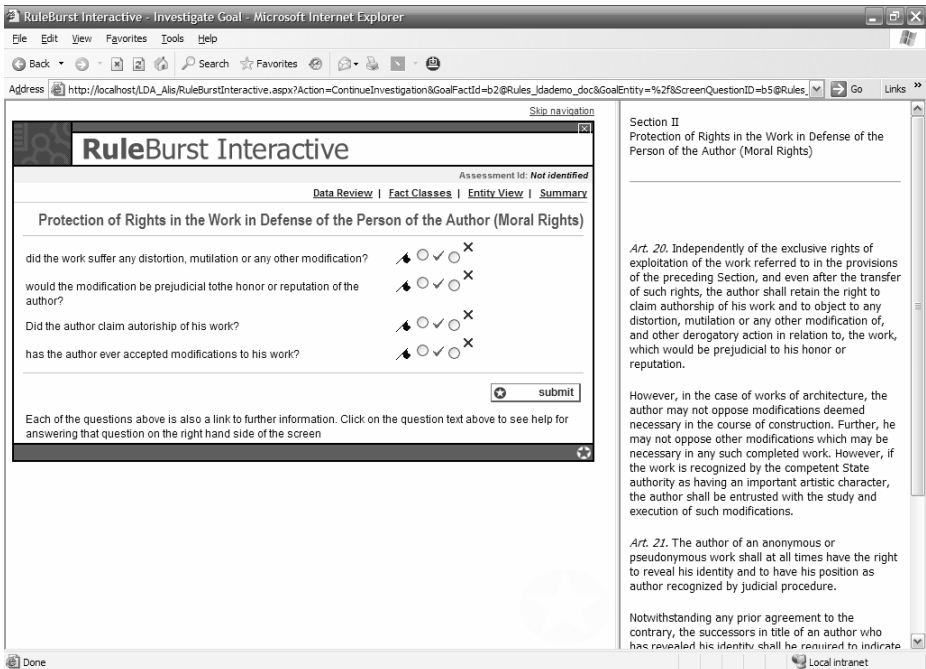 RuleBurst Interactive - Investigate Goal - Microsoft Internet Explorer
File Edit View Favorites Tools Help
Back Search Favorites
Address http://localhost/LDA_Alis/RuleBurstInteractive.aspx?Action=ContinueInvestigation&GoalFactId=b2@Rules_ldademo_doc&GoalEntity=%2f&ScreenQuestionID=b5@Rules_ Go Links »
Skip navigation
RuleBurst Interactive
Assessment Id: Not identified
Data Review | Fact Classes | Entity View | Summary
Protection of Rights in the Work in Defense of the Person of the Author (Moral Rights)
did the work suffer any distortion, mutilation or any other modification?
would the modification be prejudicial tothe honor or reputation of the
author?
Did the author claim autoriship of his work?
has the author ever accepted modifications to his work?
submit
Each of the questions above is also a link to further information. Click on the question text above to see help for
answering that question on the right hand side of the screen
Section II
Protection of Rights in the Work in Defense of the
Person of the Author (Moral Rights)
Art. 20. Independently of the exclusive rights of
exploitation of the work referred to in the provisions
of the preceding Section, and even after the transfer
of such rights, the author shall retain the right to
claim authorship of his work and to object to any
distortion, mutilation or any other modification of,
and other derogatory action in relation to, the work,
which would be prejudicial to his honor or
reputation.
However, in the case of works of architecture, the
author may not oppose modifications deemed
necessary in the course of construction. Further, he
may not oppose other modifications which may be
necessary in any such completed work. However, if
the work is recognized by the competent State
authority as having an important artistic character,
the author shall be entrusted with the study and
execution of such modifications.
Art. 21. The author of an anonymous or
pseudonymous work shall at all times have the right
to reveal his identity and to have his position as
author recognized by judicial procedure.
Notwithstanding any prior agreement to the
contrary, the successors in title of an author who
has revealed his identity shall be required to indicate
Done
Local intranet